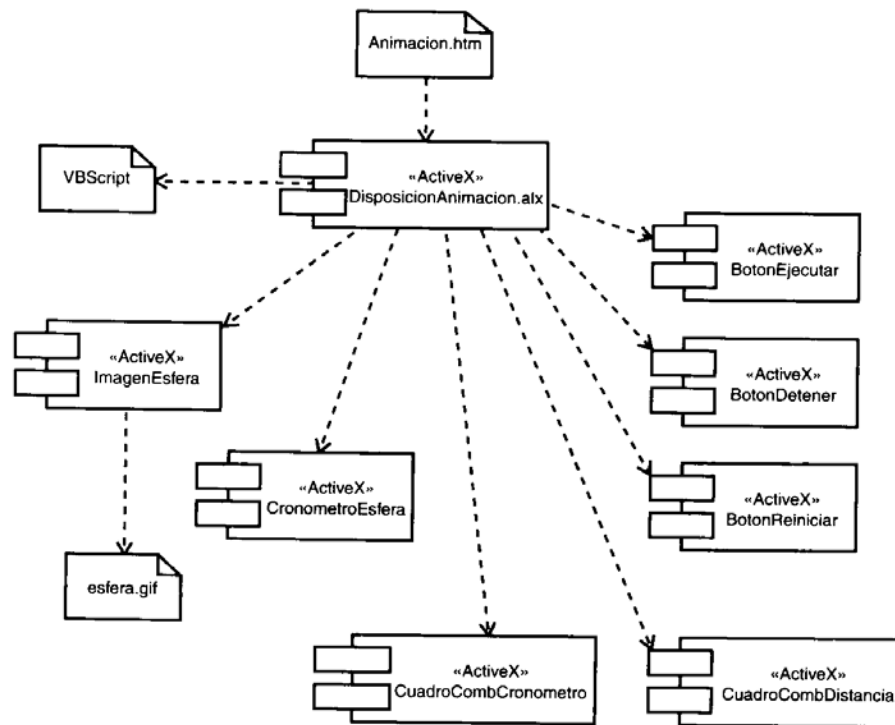 Animacion.htm
VBScript
«ActiveX»
DisposicionAnimacion.alx
«ActiveX»
BotonEjecutar
«ActiveX»
ImagenEsfera
«ActiveX»
BotonDetener
«ActiveX»
CronometroEsfera
«ActiveX»
BotonReiniciar
esfera.gif
«ActiveX»
CuadroCombCronometro
«ActiveX»
CuadroCombDistancia